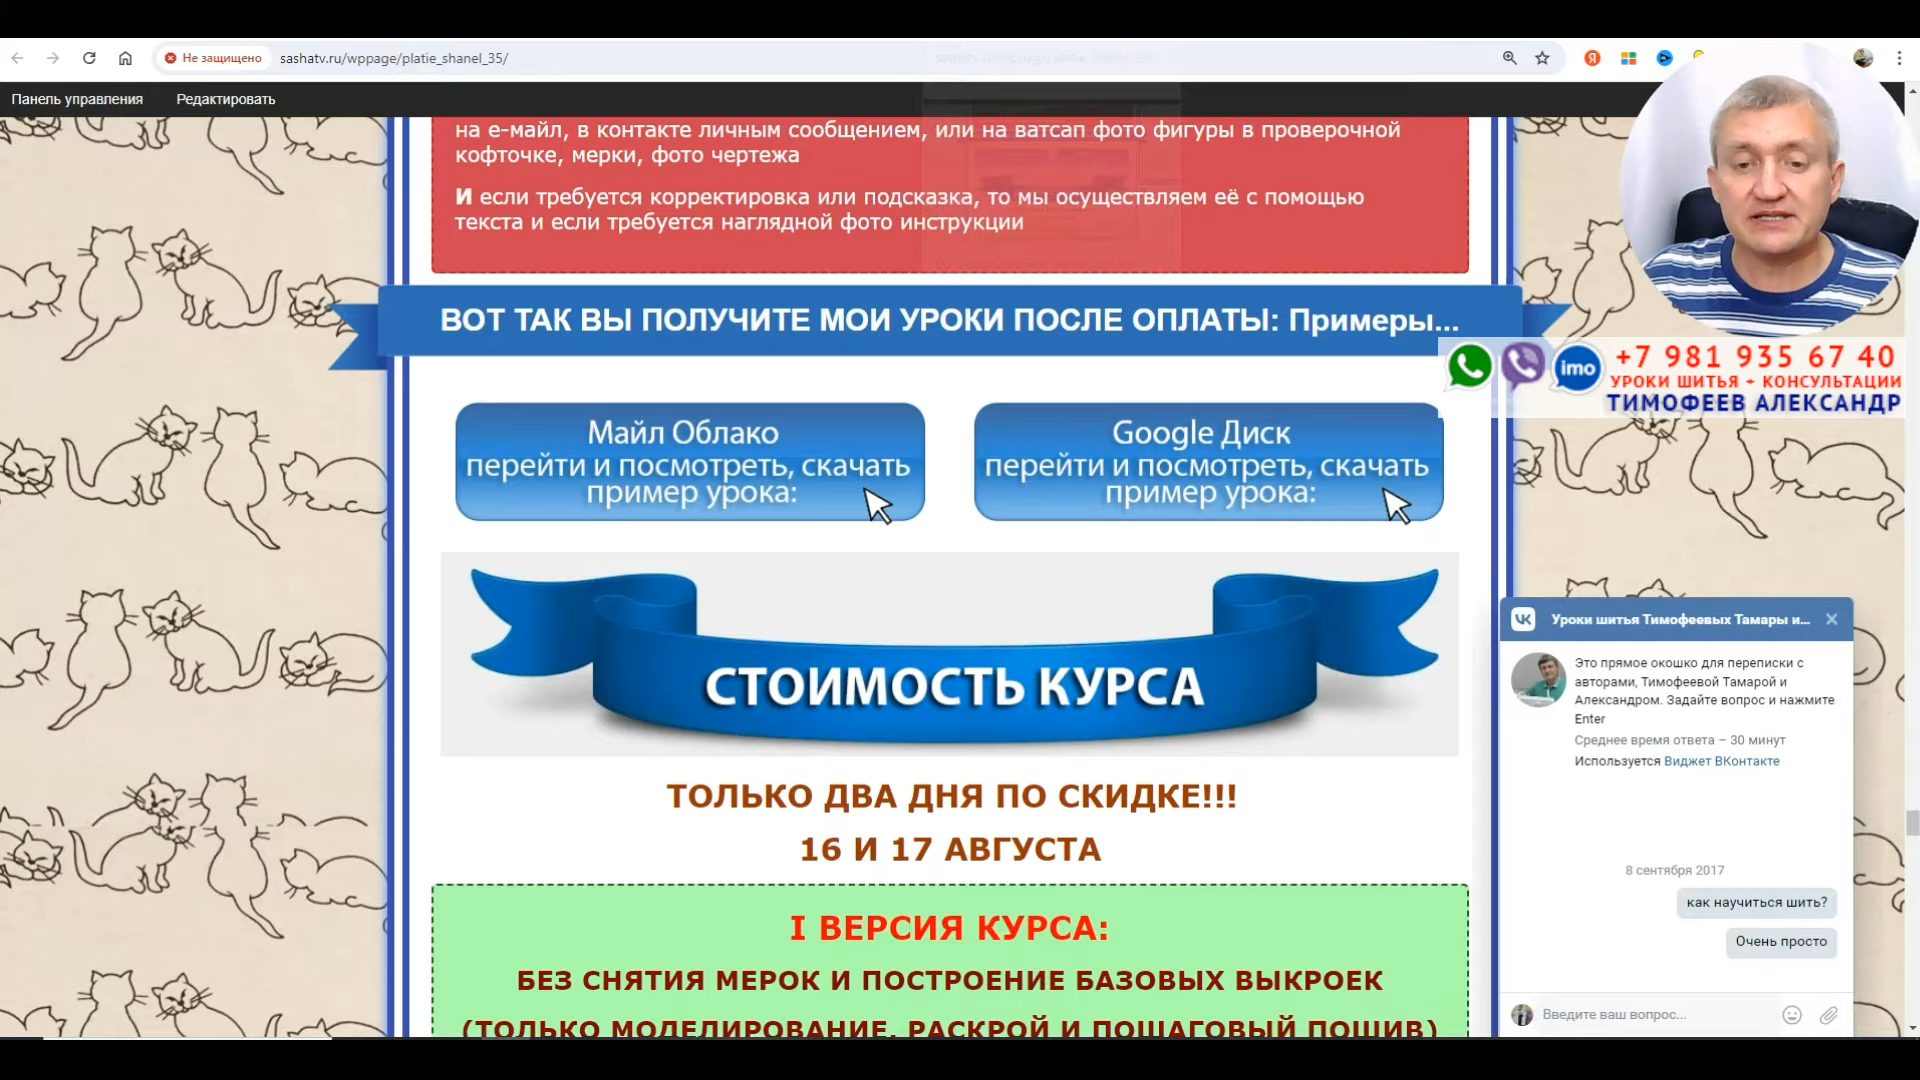 Не защищено
sashatv.ru/wppage/platie_shanel_35/
Панель управления
Редактировать
на е-майл, в контакте личным сообщением, или на ватсап фото фигуры в проверочной
кофточке, мерки, фото чертежа
И если требуется корректировка или подсказка, то мы осуществляем её с помощью
текста и если требуется наглядной фото инструкции
ВОТ ТАК ВЫ ПОЛУЧИТЕ МОИ УРОКИ ПОСЛЕ ОПЛАТЫ: Примеры...
imo
+7 981 935 67 40
УРОКИ ШИТЬЯ + КОНСУЛЬТАЦИИ
ТИМОФЕЕВ АЛЕКСАНДР
Майл Облако
перейти и посмотреть, скачать
пример урока:
Google Диск
перейти и посмотреть, скачать
пример урока:
СТОИМОСТЬ КУРСА
ТОЛЬКО ДВА ДНЯ ПО СКИДКЕ!!!
16 И 17 АВГУСТА
I ВЕРСИЯ КУРСА:
БЕЗ СНЯТИЯ МЕРОК И ПОСТРОЕНИЕ БАЗОВЫХ ВЫКРОЕК
(ТОЛЬКО МОДЕЛИРОВАНИЕ, РАСКРОЙ И ПОШАГОВЫЙ ПОШИВ)
Уроки шитья Тимофеевых Тамары и...
Это прямое окошко для переписки с
авторами, Тимофеевой Тамарой и
Александром. Задайте вопрос и нажмите
Enter
Среднее время ответа – 30 минут
Используется Виджет ВКонтакте
8 сентября 2017
как научиться шить?
Очень просто
Введите ваш вопрос...